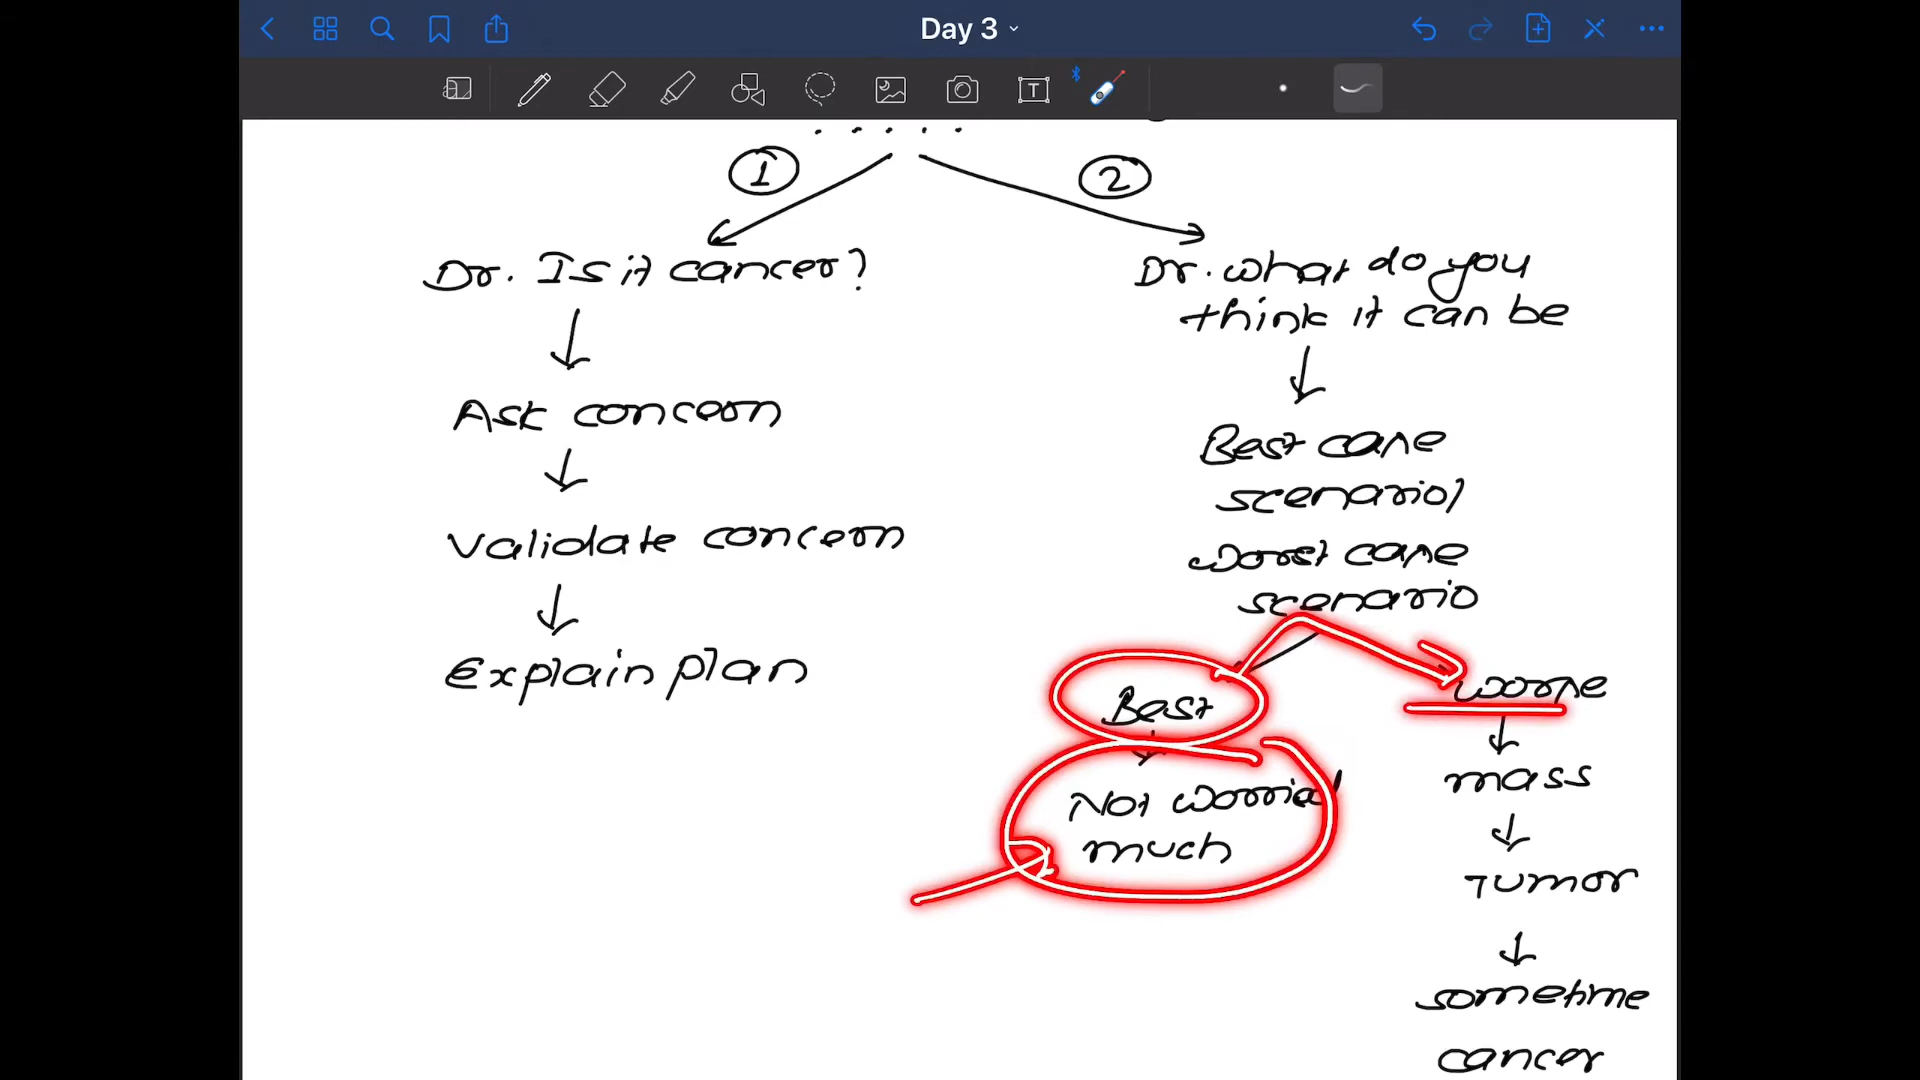 Day 3
T
1
2
Dr. Is it cancer?
Dr. what do you
think it can be
Ask concern
Best case
scenario/
Validate concern
worst case
scenario
Explain plan
Best
worse
Not worried
much
mass
Tumor
sometime
cancer